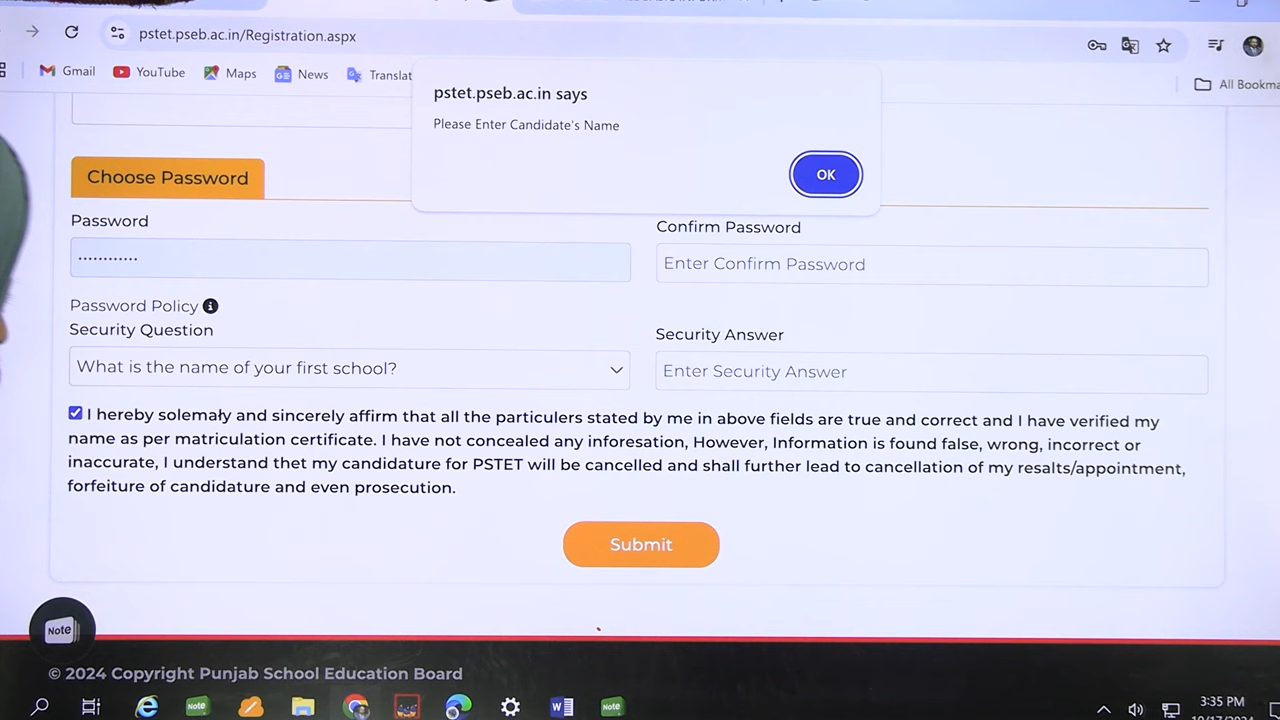 pstet.pseb.ac.in/Registration.aspx
Gmail YouTube Maps News Translat
All Bookma
pstet.pseb.ac.in says
Please Enter Candidate's Name
OK
Choose Password
Password
Confirm Password
............
Enter Confirm Password
Password Policy
Security Question
Security Answer
What is the name of your first school?
Enter Security Answer
I hereby solemały and sincerely affirm that all the particulers stated by me in above fields are true and correct and I have verified my
name as per matriculation certificate. I have not concealed any inforesation, However, Information is found false, wrong, incorrect or
inaccurate, I understand thet my candidature for PSTET will be cancelled and shall further lead to cancellation of my resalts/appointment,
forfeiture of candidature and even prosecution.
Submit
Note
© 2024 Copyright Punjab School Education Board
Note
Note
3:35 PM